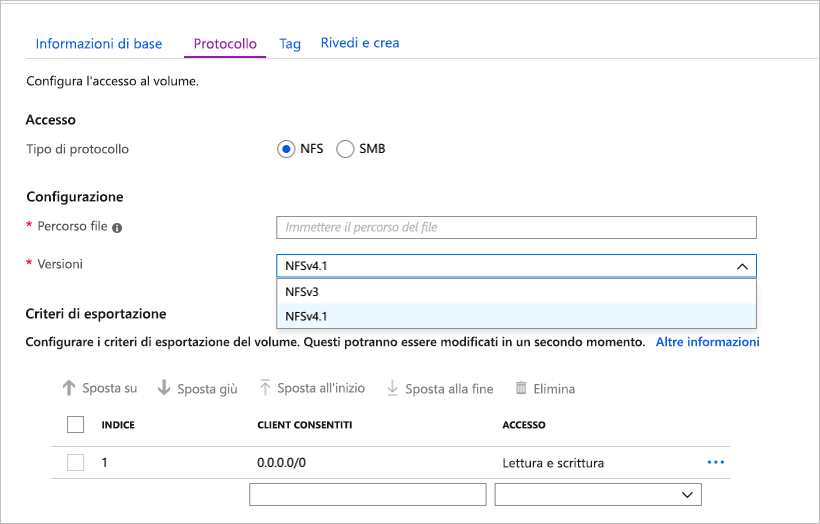 Informazioni di base Protocollo Tag Rivedi e crea
Configura l'accesso al volume.
Accesso
Tipo di protocollo NFS SMB
Configurazione
* Percorso file Immettere il percorso del file
* Versioni NFSv4.1
NFSv3
NFSv4.1
Criteri di esportazione
Configurare i criteri di esportazione del volume. Questi potranno essere modificati in un secondo momento. Altre informazioni
Sposta su Sposta giù Sposta all'inizio Sposta alla fine Elimina
INDICE CLIENT CONSENTITI ACCESSO
1 0.0.0.0/0 Lettura e scrittura